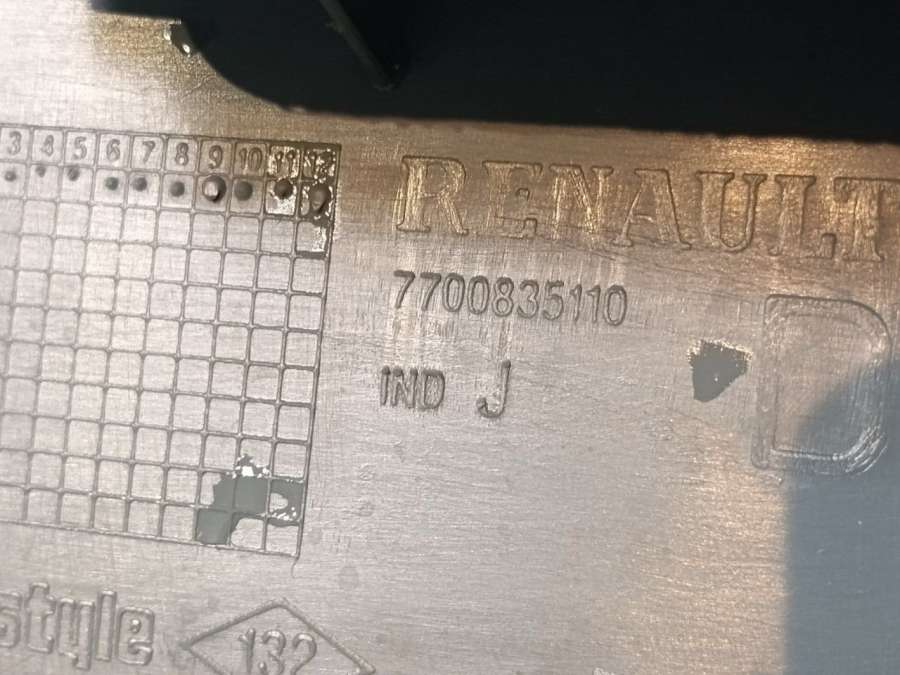 3 4 5 6 7 8 9 10 11 12
RENAULT
7700835110
IND J
D
style
132